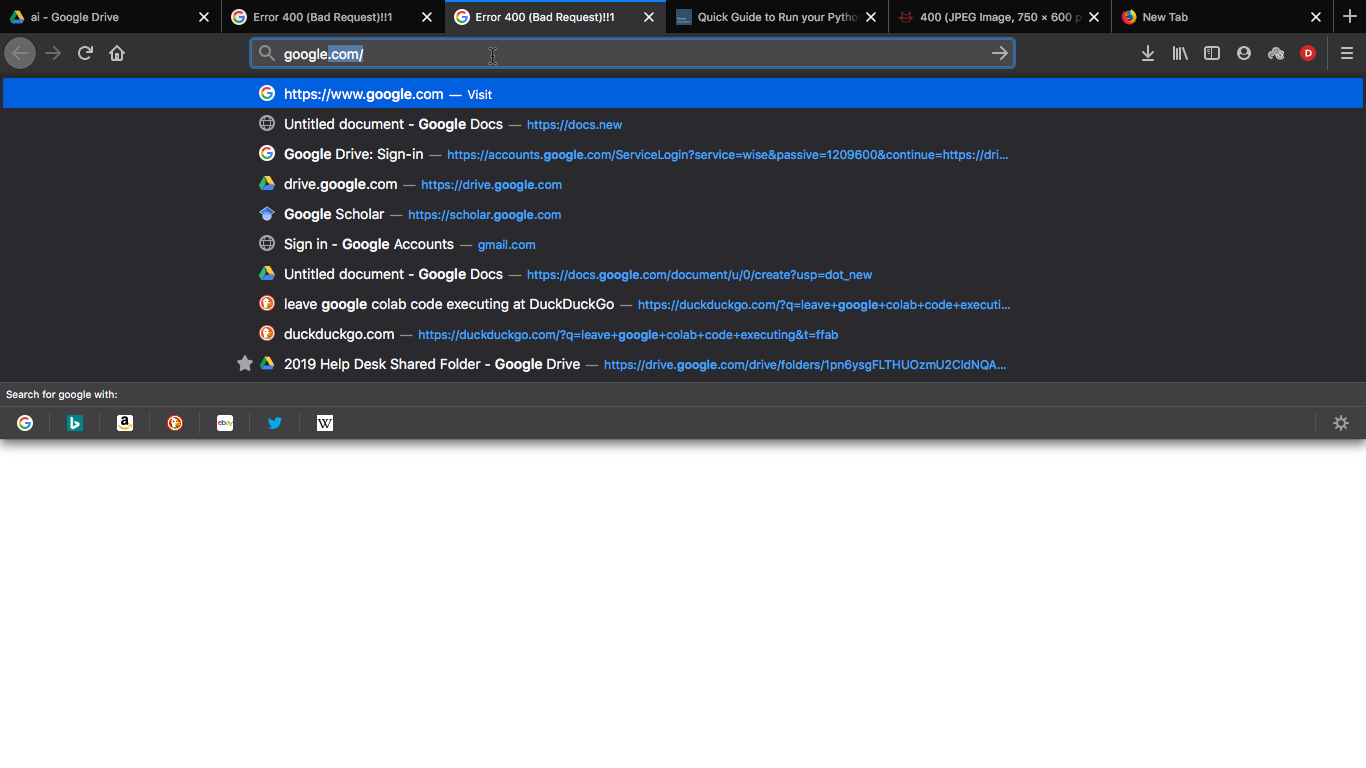 ai - Google Drive
Error 400 (Bad Request)!!1
Error 400 (Bad Request)!!1
Quick Guide to Run your Pytho
400 (JPEG Image, 750 × 600 p
New Tab
google.com/
D
https://www.google.com — Visit
Untitled document - Google Docs — https://docs.new
Google Drive: Sign-in — https://accounts.google.com/ServiceLogin?service=wise&passive=1209600&continue=https://dri...
drive.google.com — https://drive.google.com
Google Scholar — https://scholar.google.com
Sign in - Google Accounts — gmail.com
Untitled document - Google Docs — https://docs.google.com/document/u/0/create?usp=dot_new
leave google colab code executing at DuckDuckGo — https://duckduckgo.com/?q=leave+google+colab+code+executi...
duckduckgo.com — https://duckduckgo.com/?q=leave+google+colab+code+executing&t=ffab
2019 Help Desk Shared Folder - Google Drive — https://drive.google.com/drive/folders/1pn6ysgFLTHUOzmU2CldNQA...
Search for google with:
G
b
a
ebay
W